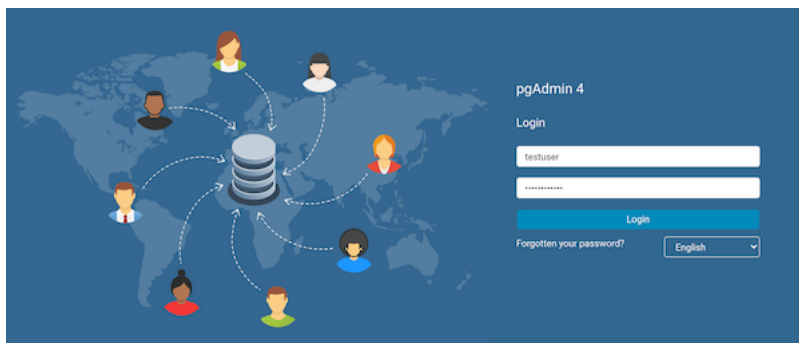 pgAdmin 4
Login
testuser
••••••••••••
Login
Forgotten your password?
English